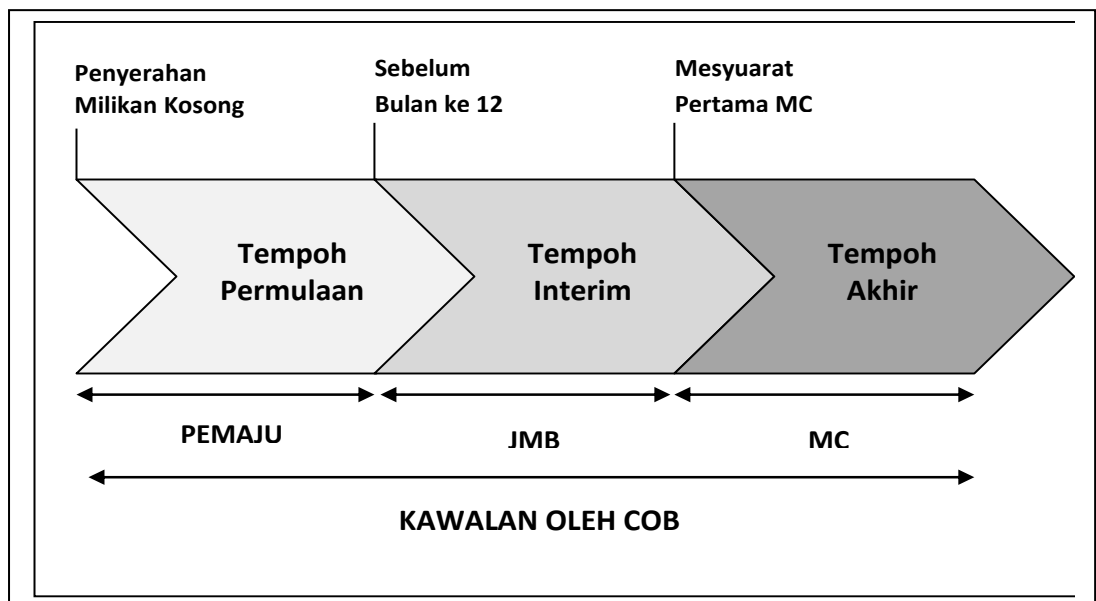 Penyerahan
Milikan Kosong
Sebelum
Bulan ke 12
Mesyuarat
Pertama MC
Tempoh
Permulaan
Tempoh
Interim
Tempoh
Akhir
PEMAJU
JMB
MC
KAWALAN OLEH COB